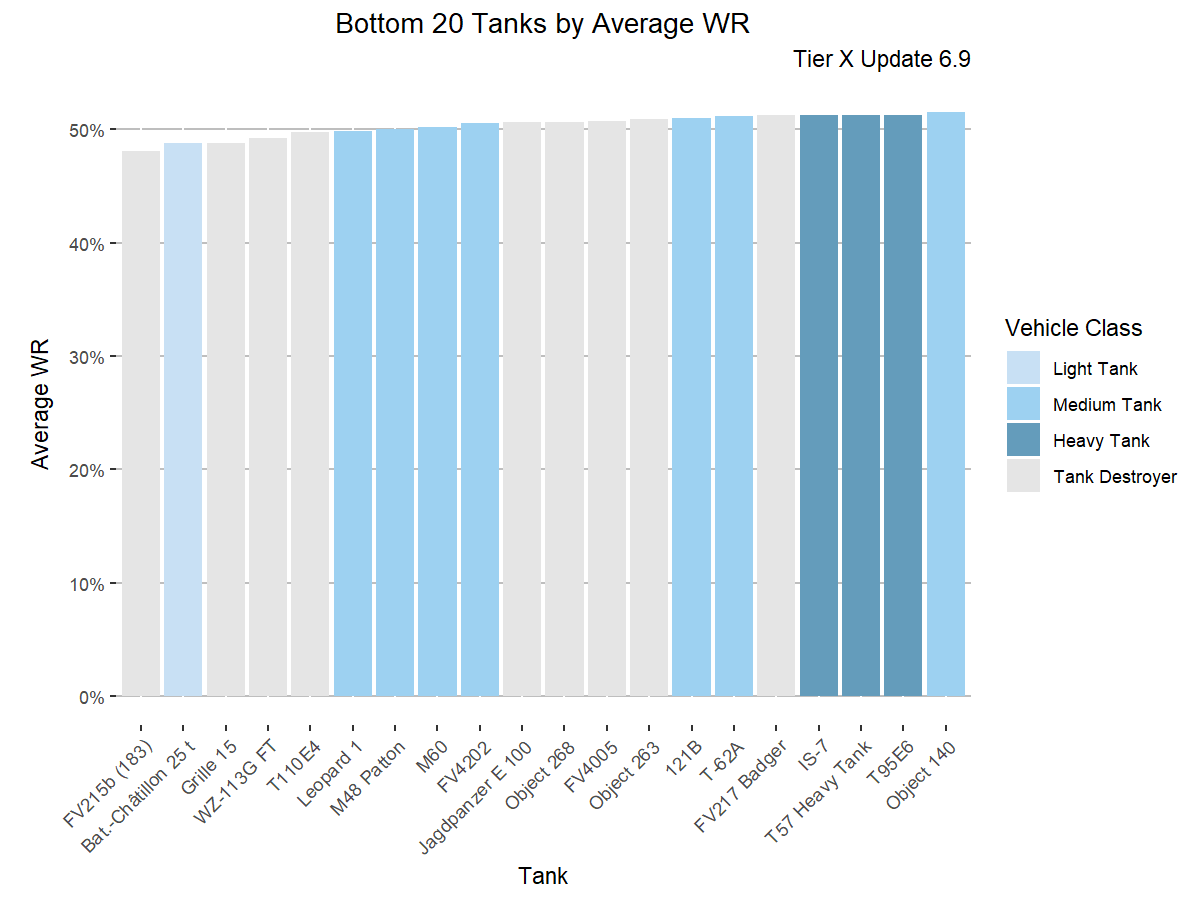 Bottom 20 Tanks by Average WR
Tier X Update 6.9
Average WR
50%
40%
30%
20%
10%
0%
FV215b (183)
Bat.-Châtillon 25 t
Grille 15
WZ-113G FT
T110E4
Leopard 1
M48 Patton
M60
FV4202
Jagdpanzer E 100
Object 268
FV4005
Object 263
121B
T-62A
FV217 Badger
IS-7
T57 Heavy Tank
T95E6
Object 140
Tank
Vehicle Class
Light Tank
Medium Tank
Heavy Tank
Tank Destroyer